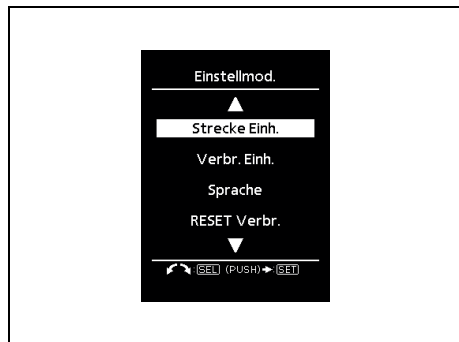 Einstellmod.
Strecke Einh.
Verbr. Einh.
Sprache
RESET Verbr.
:SEL (PUSH)➔:SET